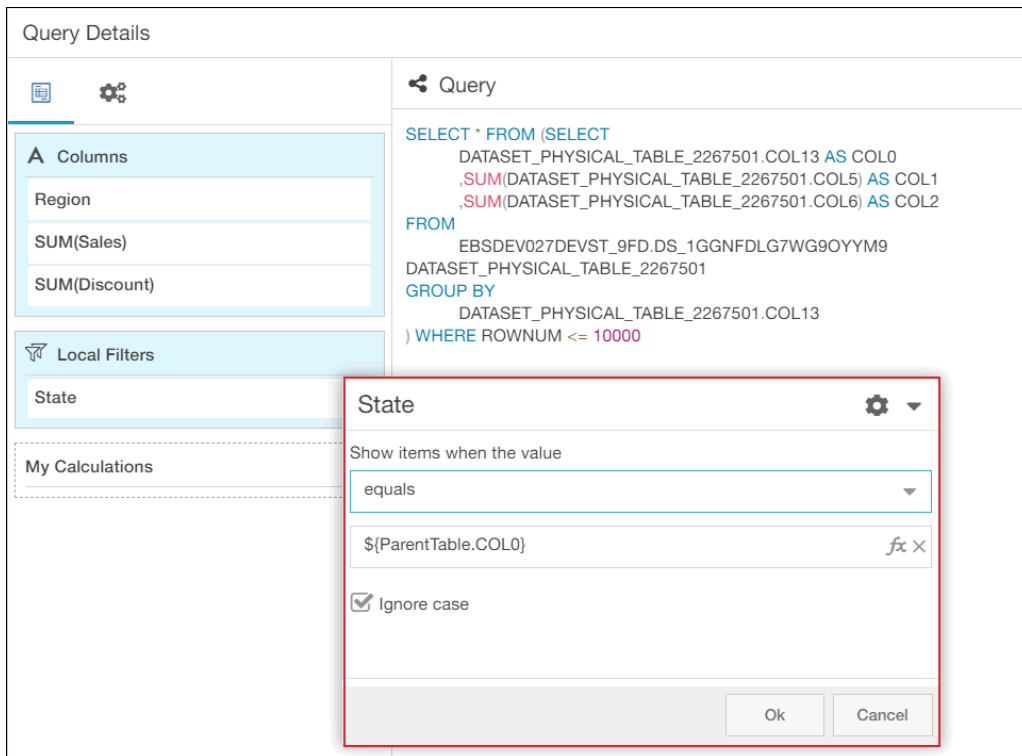 Query Details
Query
Columns
Region
SUM(Sales)
SUM(Discount)
Local Filters
State
My Calculations
SELECT * FROM (SELECT
DATASET_PHYSICAL_TABLE_2267501.COL13 AS COL0
,SUM(DATASET_PHYSICAL_TABLE_2267501.COL5) AS COL1
,SUM(DATASET_PHYSICAL_TABLE_2267501.COL6) AS COL2
FROM
EBSDEV027DEVST_9FD.DS_1GGNFDLG7WG9OYYM9
DATASET_PHYSICAL_TABLE_2267501
GROUP BY
DATASET_PHYSICAL_TABLE_2267501.COL13
) WHERE ROWNUM <= 10000
State
Show items when the value
equals
${ParentTable.COL0}
fx
Ignore case
Ok
Cancel